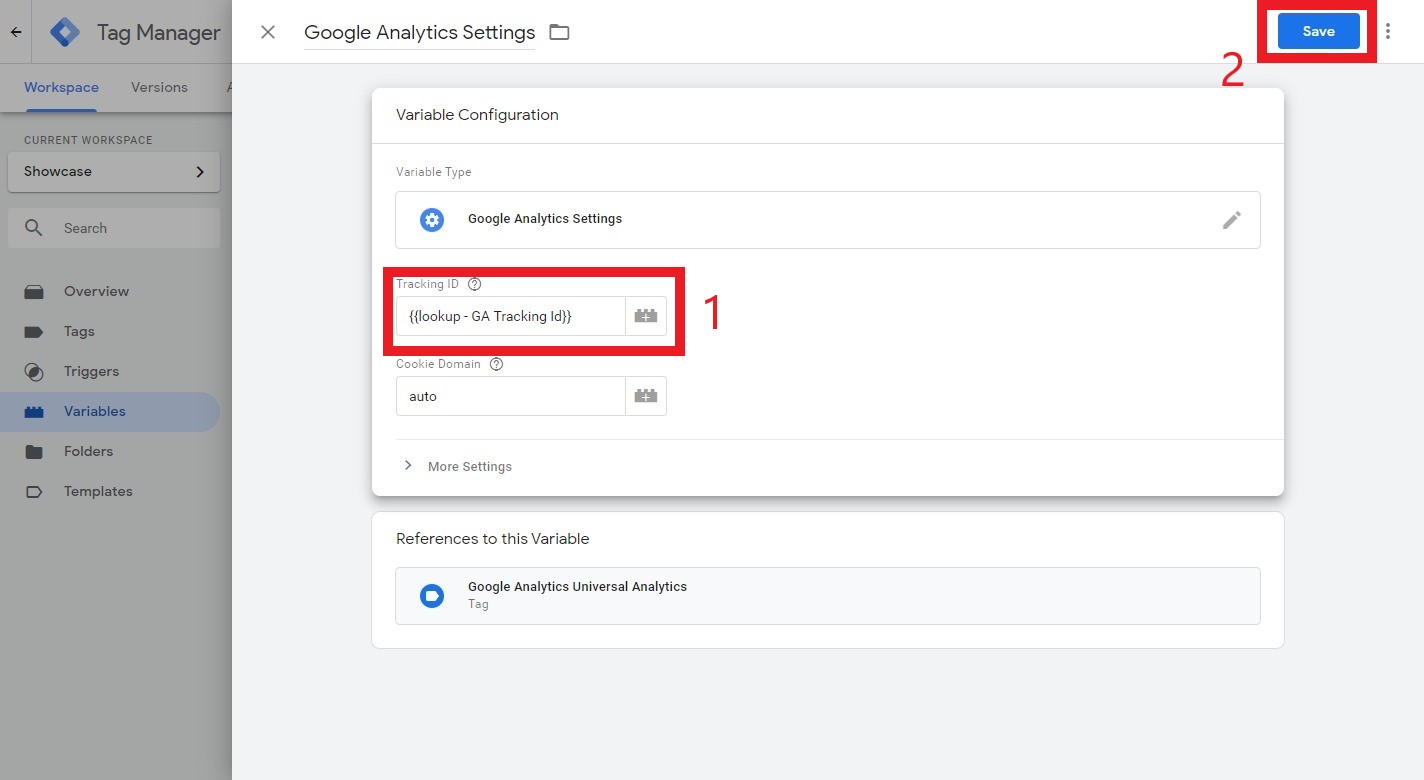 Tag Manager
Google Analytics Settings
Save
2
Workspace Versions A
CURRENT WORKSPACE
Showcase
Search
Overview
Tags
Triggers
Variables
Folders
Templates
Variable Configuration
Variable Type
Google Analytics Settings
Tracking ID
{{lookup - GA Tracking Id}}
1
Cookie Domain
auto
More Settings
References to this Variable
Google Analytics Universal Analytics
Tag